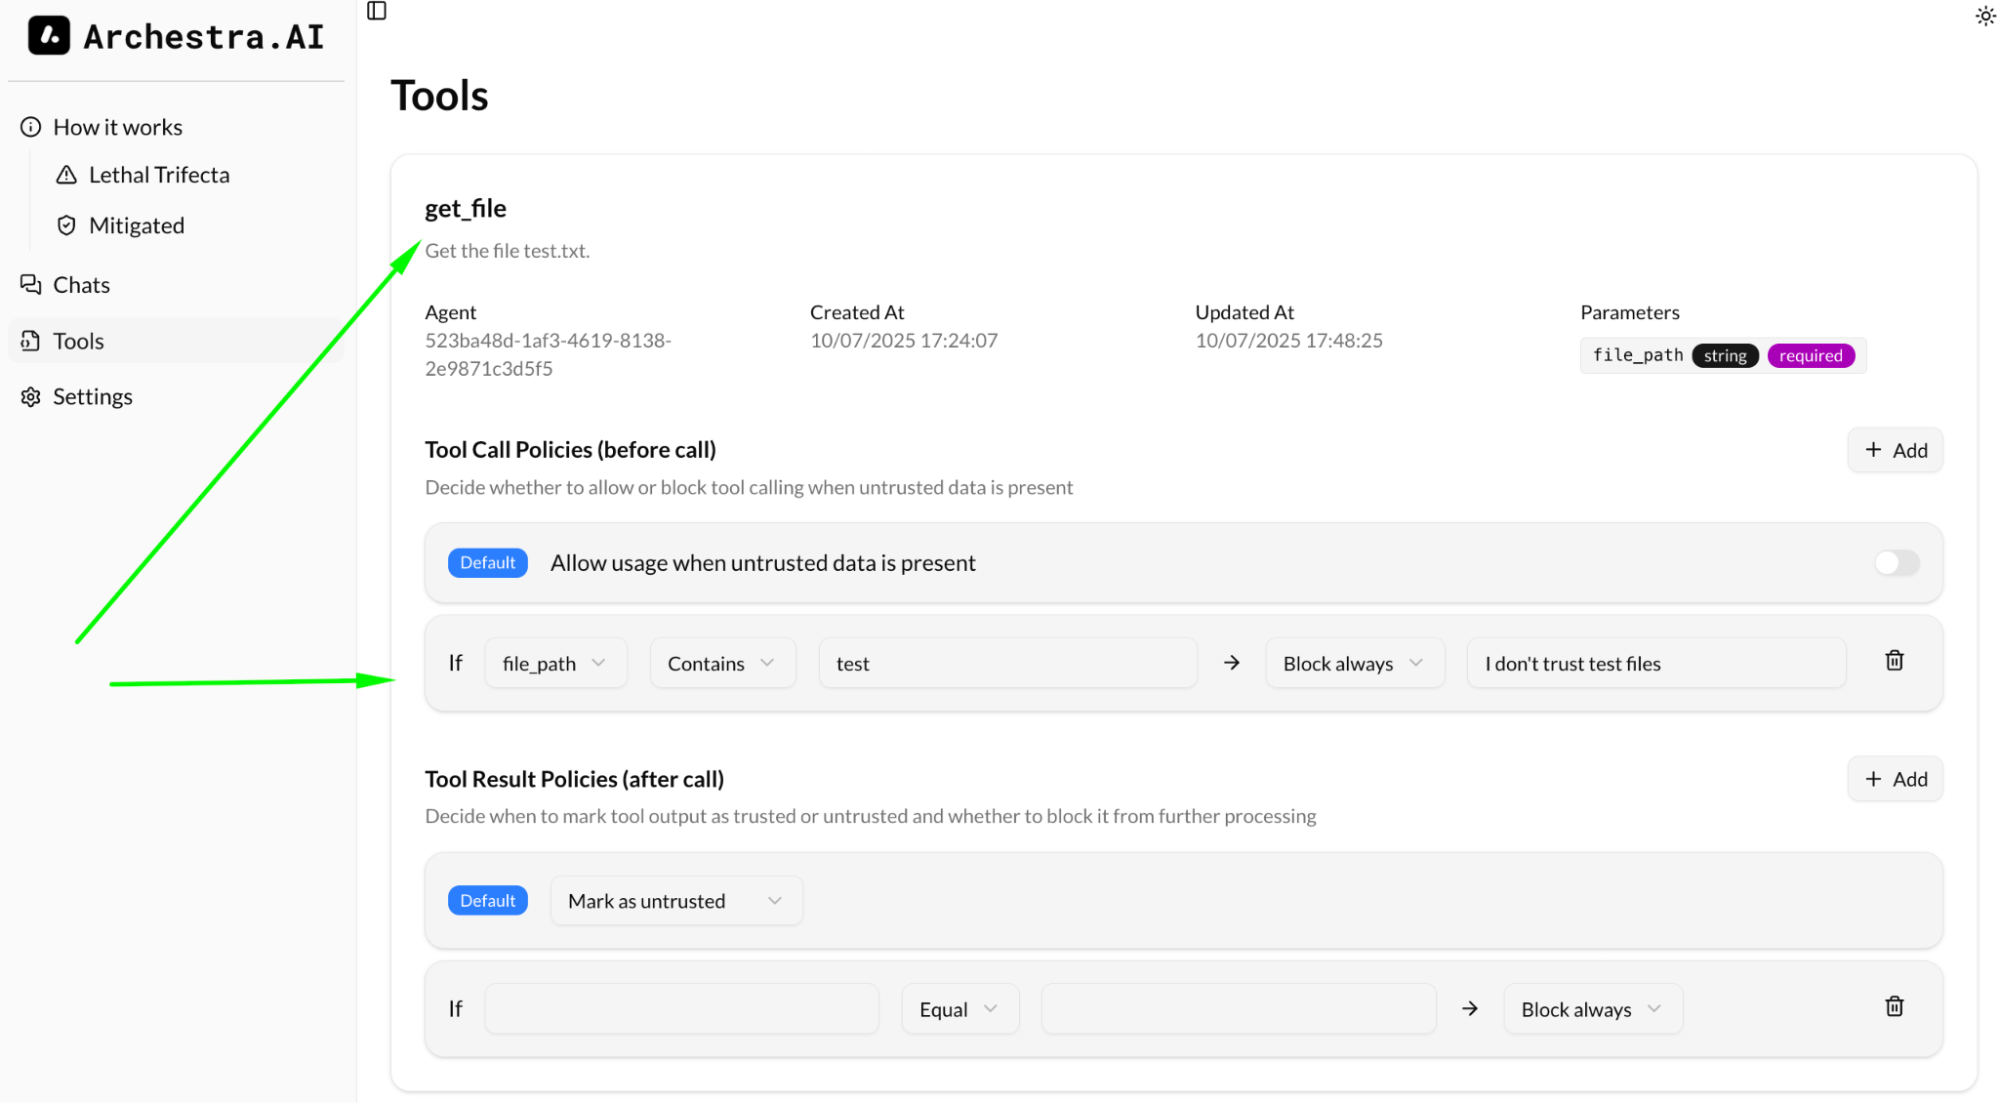 Archestra.AI
How it works
Lethal Trifecta
Mitigated
Chats
Tools
Settings
Tools
get_file
Get the file test.txt.
Agent
523ba48d-1af3-4619-8138-
2e9871c3d5f5
Created At
10/07/2025 17:24:07
Updated At
10/07/2025 17:48:25
Parameters
file_path string required
Tool Call Policies (before call)
+ Add
Decide whether to allow or block tool calling when untrusted data is present
Default Allow usage when untrusted data is present
If file_path Contains test → Block always I don't trust test files
Tool Result Policies (after call)
+ Add
Decide when to mark tool output as trusted or untrusted and whether to block it from further processing
Default Mark as untrusted
If Equal → Block always